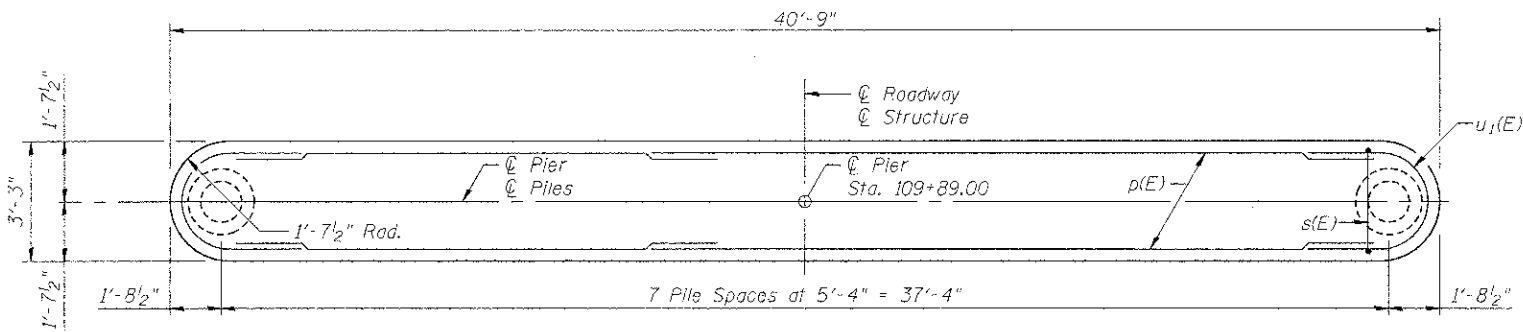 40'-9"
1'-7½"
℄ Roadway
℄ Structure
u₁(E)
℄ Pier
℄ Piles
℄ Pier
Sta. 109+89.00
p(E)
3'-3"
1'-7½" Rad.
s(E)
1'-7½"
1'-8½"
7 Pile Spaces at 5'-4" = 37'-4"
1'-8½"